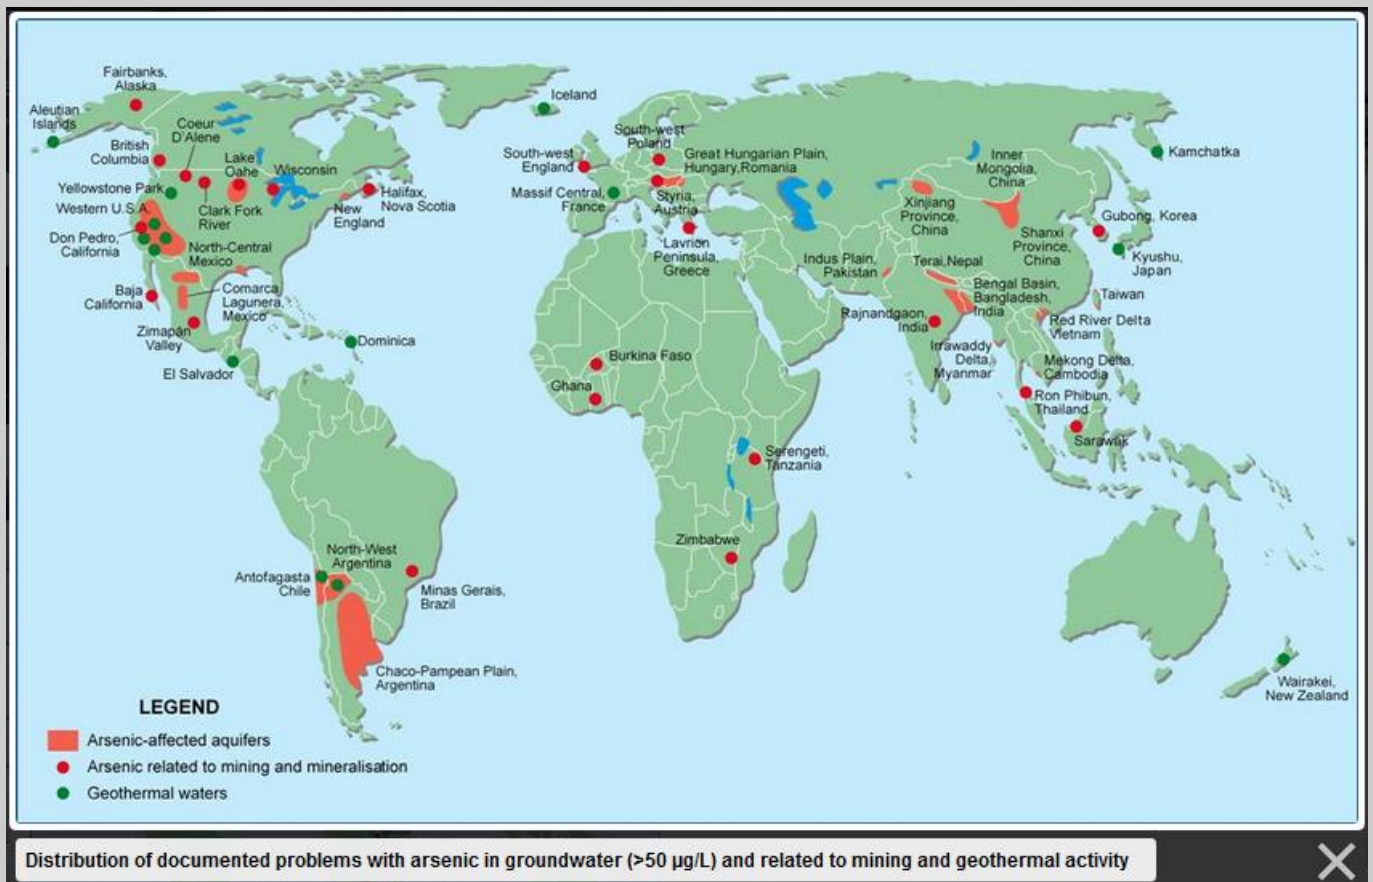 Fairbanks,
Alaska
Aleutian
Islands
Coeur
D'Alene
British
Columbia
Lake
Oahe
Wisconsin
Yellowstone Park
Western U.S.A.
Clark Fork
River
Halifax,
Nova Scotia
New
England
Don Pedro,
California
North-Central
Mexico
Baja
California
Comarca
Lagunera,
Mexico
Zimapán
Valley
El Salvador
Dominica
Iceland
South-west
Poland
South-west
England
Great Hungarian Plain,
Hungary,Romania
Massif Central,
France
Styria,
Austria
Lavrion
Peninsula,
Greece
Inner
Mongolia,
China
Kamchatka
Xinjiang
Province,
China
Shanxi
Province,
China
Gubong, Korea
Kyushu,
Japan
Indus Plain,
Pakistan
Terai,Nepal
Bengal Basin,
Bangladesh,
India
Taiwan
Rajnandgaon,
India
Red River Delta
Vietnam
Irrawaddy
Delta,
Myanmar
Mekong Delta,
Cambodia
Ron Phibun,
Thailand
Sarawak
Burkina Faso
Ghana
Serengeti,
Tanzania
Zimbabwe
North-West
Argentina
Antofagasta
Chile
Minas Gerais,
Brazil
Chaco-Pampean Plain,
Argentina
Wairakei,
New Zealand
LEGEND
Arsenic-affected aquifers
Arsenic related to mining and mineralisation
Geothermal waters
Distribution of documented problems with arsenic in groundwater (>50 µg/L) and related to mining and geothermal activity